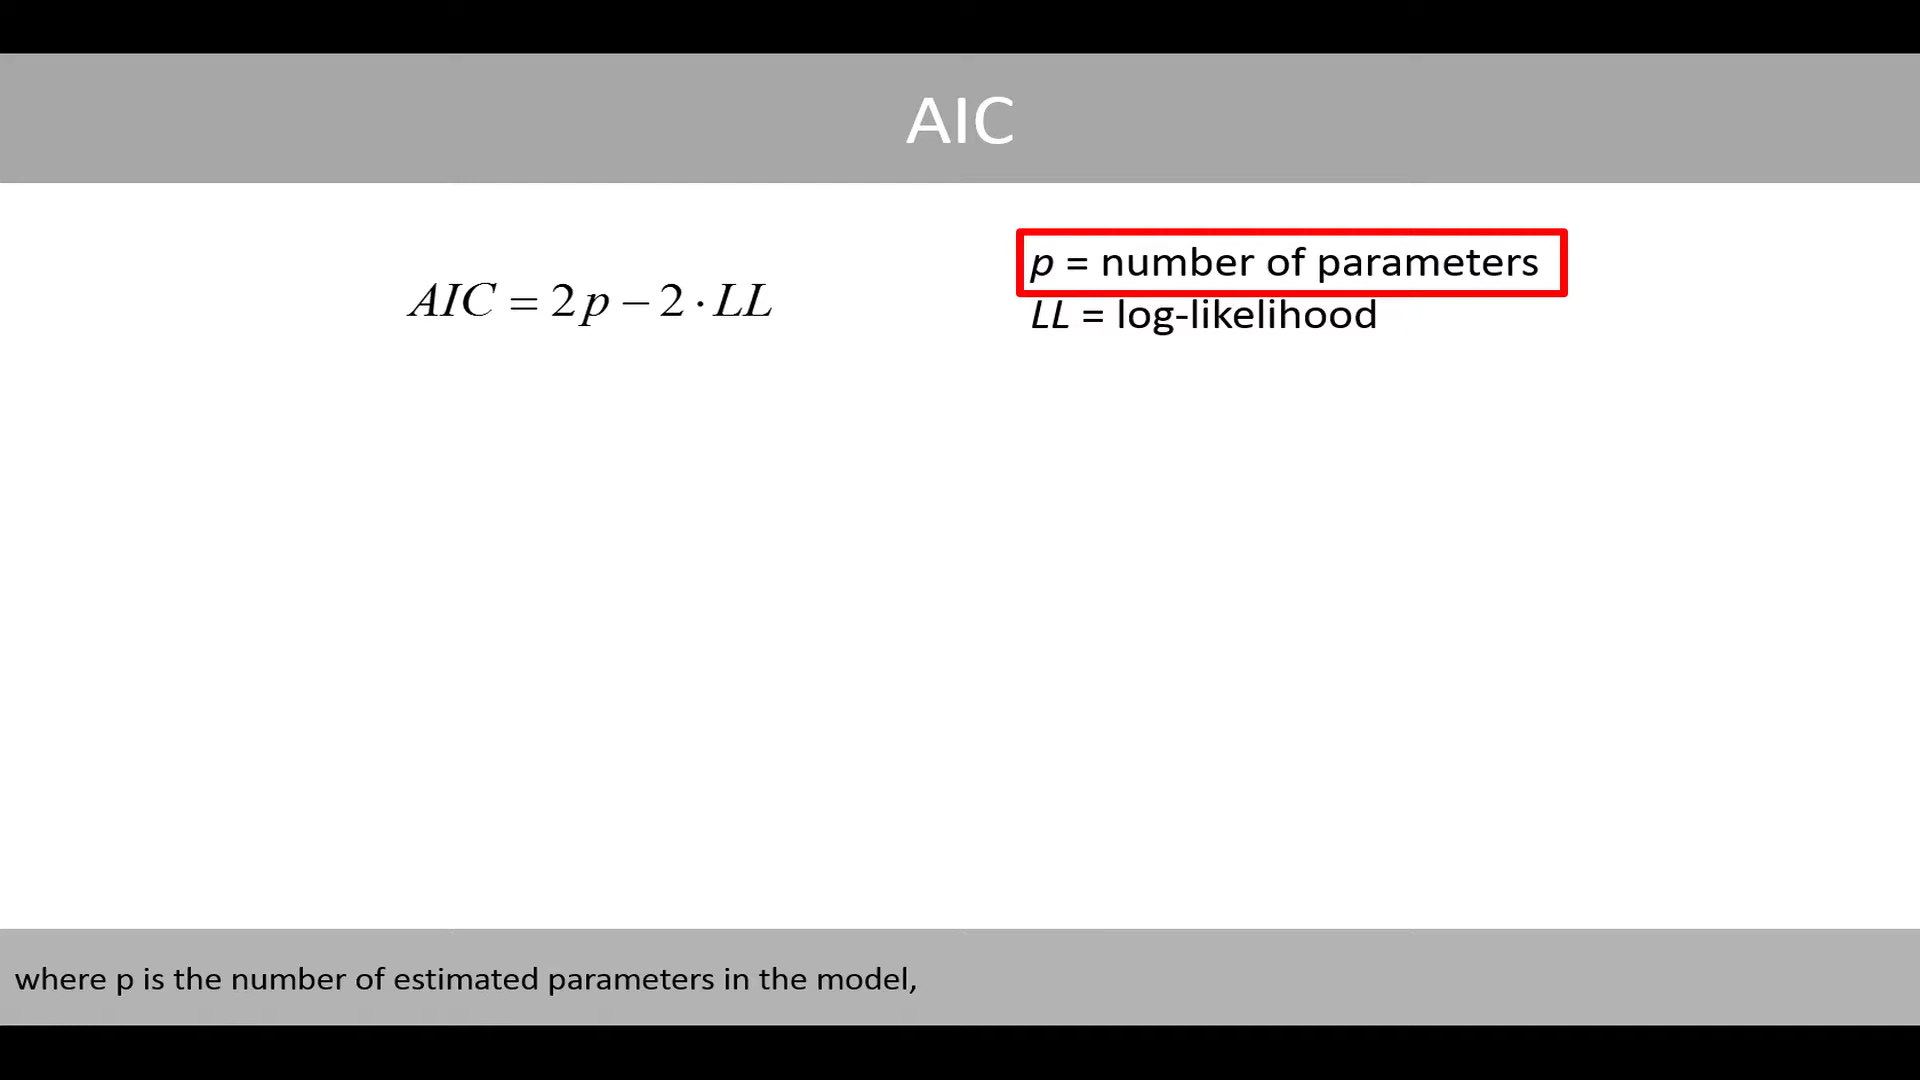 AIC
AIC = 2p − 2 · LL
p = number of parameters
LL = log-likelihood
where p is the number of estimated parameters in the model,